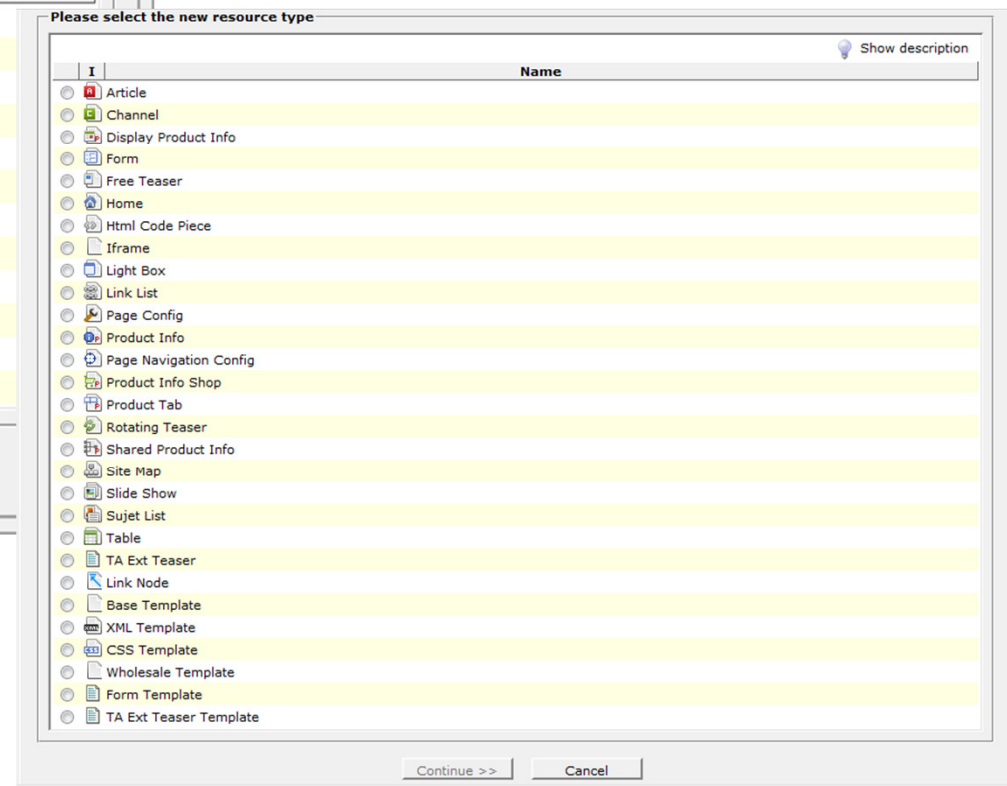 Please select the new resource type
Show description
I Name
Article
Channel
Display Product Info
Form
Free Teaser
Home
Html Code Piece
Iframe
Light Box
Link List
Page Config
Product Info
Page Navigation Config
Product Info Shop
Product Tab
Rotating Teaser
Shared Product Info
Site Map
Slide Show
Sujet List
Table
TA Ext Teaser
Link Node
Base Template
XML Template
CSS Template
Wholesale Template
Form Template
TA Ext Teaser Template
Continue >> Cancel